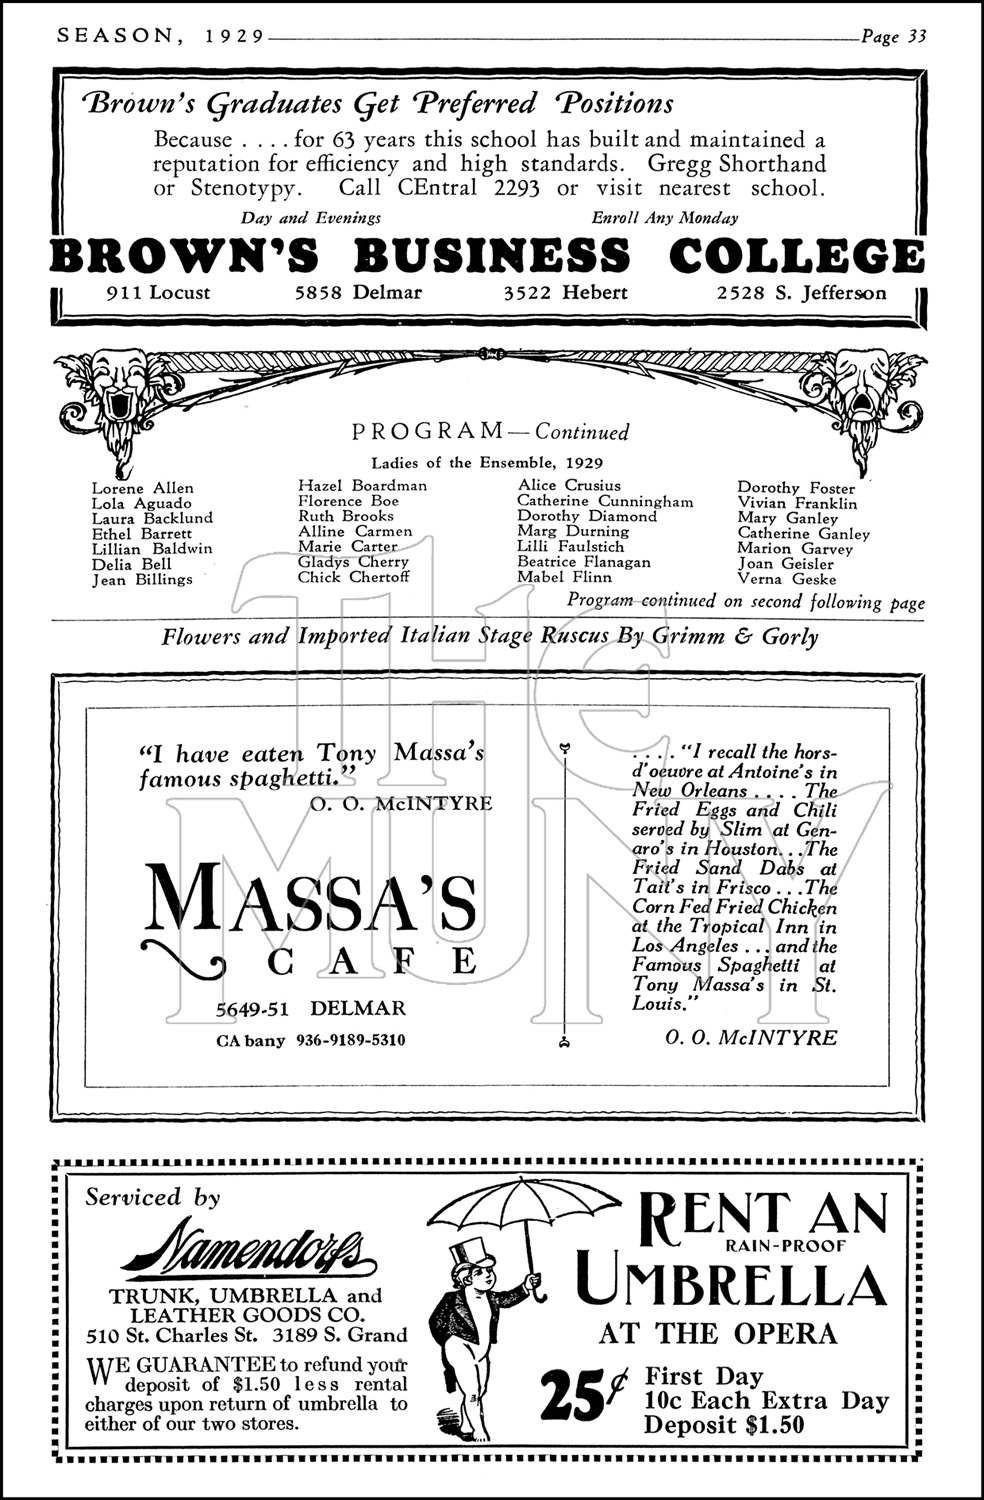 SEASON, 1929
Page 33
Brown's Graduates Get Preferred Positions
Because . . . . for 63 years this school has built and maintained a
reputation for efficiency and high standards. Gregg Shorthand
or Stenotypy. Call CEntral 2293 or visit nearest school.
Day and Evenings Enroll Any Monday
BROWN'S BUSINESS COLLEGE
911 Locust 5858 Delmar 3522 Hebert 2528 S. Jefferson
PROGRAM—Continued
Ladies of the Ensemble, 1929
Lorene Allen
Lola Aguado
Laura Backlund
Ethel Barrett
Lillian Baldwin
Delia Bell
Jean Billings
Hazel Boardman
Florence Boe
Ruth Brooks
Alline Carmen
Marie Carter
Gladys Cherry
Chick Chertoff
Alice Crusius
Catherine Cunningham
Dorothy Diamond
Marg Durning
Lilli Faulstich
Beatrice Flanagan
Mabel Flinn
Dorothy Foster
Vivian Franklin
Mary Ganley
Catherine Ganley
Marion Garvey
Joan Geisler
Verna Geske
Program continued on second following page
Flowers and Imported Italian Stage Ruscus By Grimm & Gorly
THE
MUNY
"I have eaten Tony Massa's
famous spaghetti."
O. O. McINTYRE
MASSA'S
CAFE
5649-51 DELMAR
CAbany 936-9189-5310
. . . . "I recall the hors-
d'oeuvre at Antoine's in
New Orleans . . . . The
Fried Eggs and Chili
served by Slim at Gen-
aro's in Houston. . .The
Fried Sand Dabs at
Tait's in Frisco . . .The
Corn Fed Fried Chicken
at the Tropical Inn in
Los Angeles . . . and the
Famous Spaghetti at
Tony Massa's in St.
Louis."
O. O. McINTYRE
Serviced by
Namendorfs
TRUNK, UMBRELLA and
LEATHER GOODS CO.
510 St. Charles St. 3189 S. Grand
WE GUARANTEE to refund your
deposit of $1.50 less rental
charges upon return of umbrella to
either of our two stores.
RENT AN
RAIN-PROOF
UMBRELLA
AT THE OPERA
25¢ First Day
10c Each Extra Day
Deposit $1.50